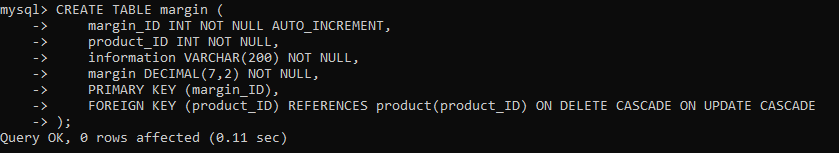 mysql> CREATE TABLE margin (
    ->     margin_ID INT NOT NULL AUTO_INCREMENT,
    ->     product_ID INT NOT NULL,
    ->     information VARCHAR(200) NOT NULL,
    ->     margin DECIMAL(7,2) NOT NULL,
    ->     PRIMARY KEY (margin_ID),
    ->     FOREIGN KEY (product_ID) REFERENCES product(product_ID) ON DELETE CASCADE ON UPDATE CASCADE
    -> );
Query OK, 0 rows affected (0.11 sec)